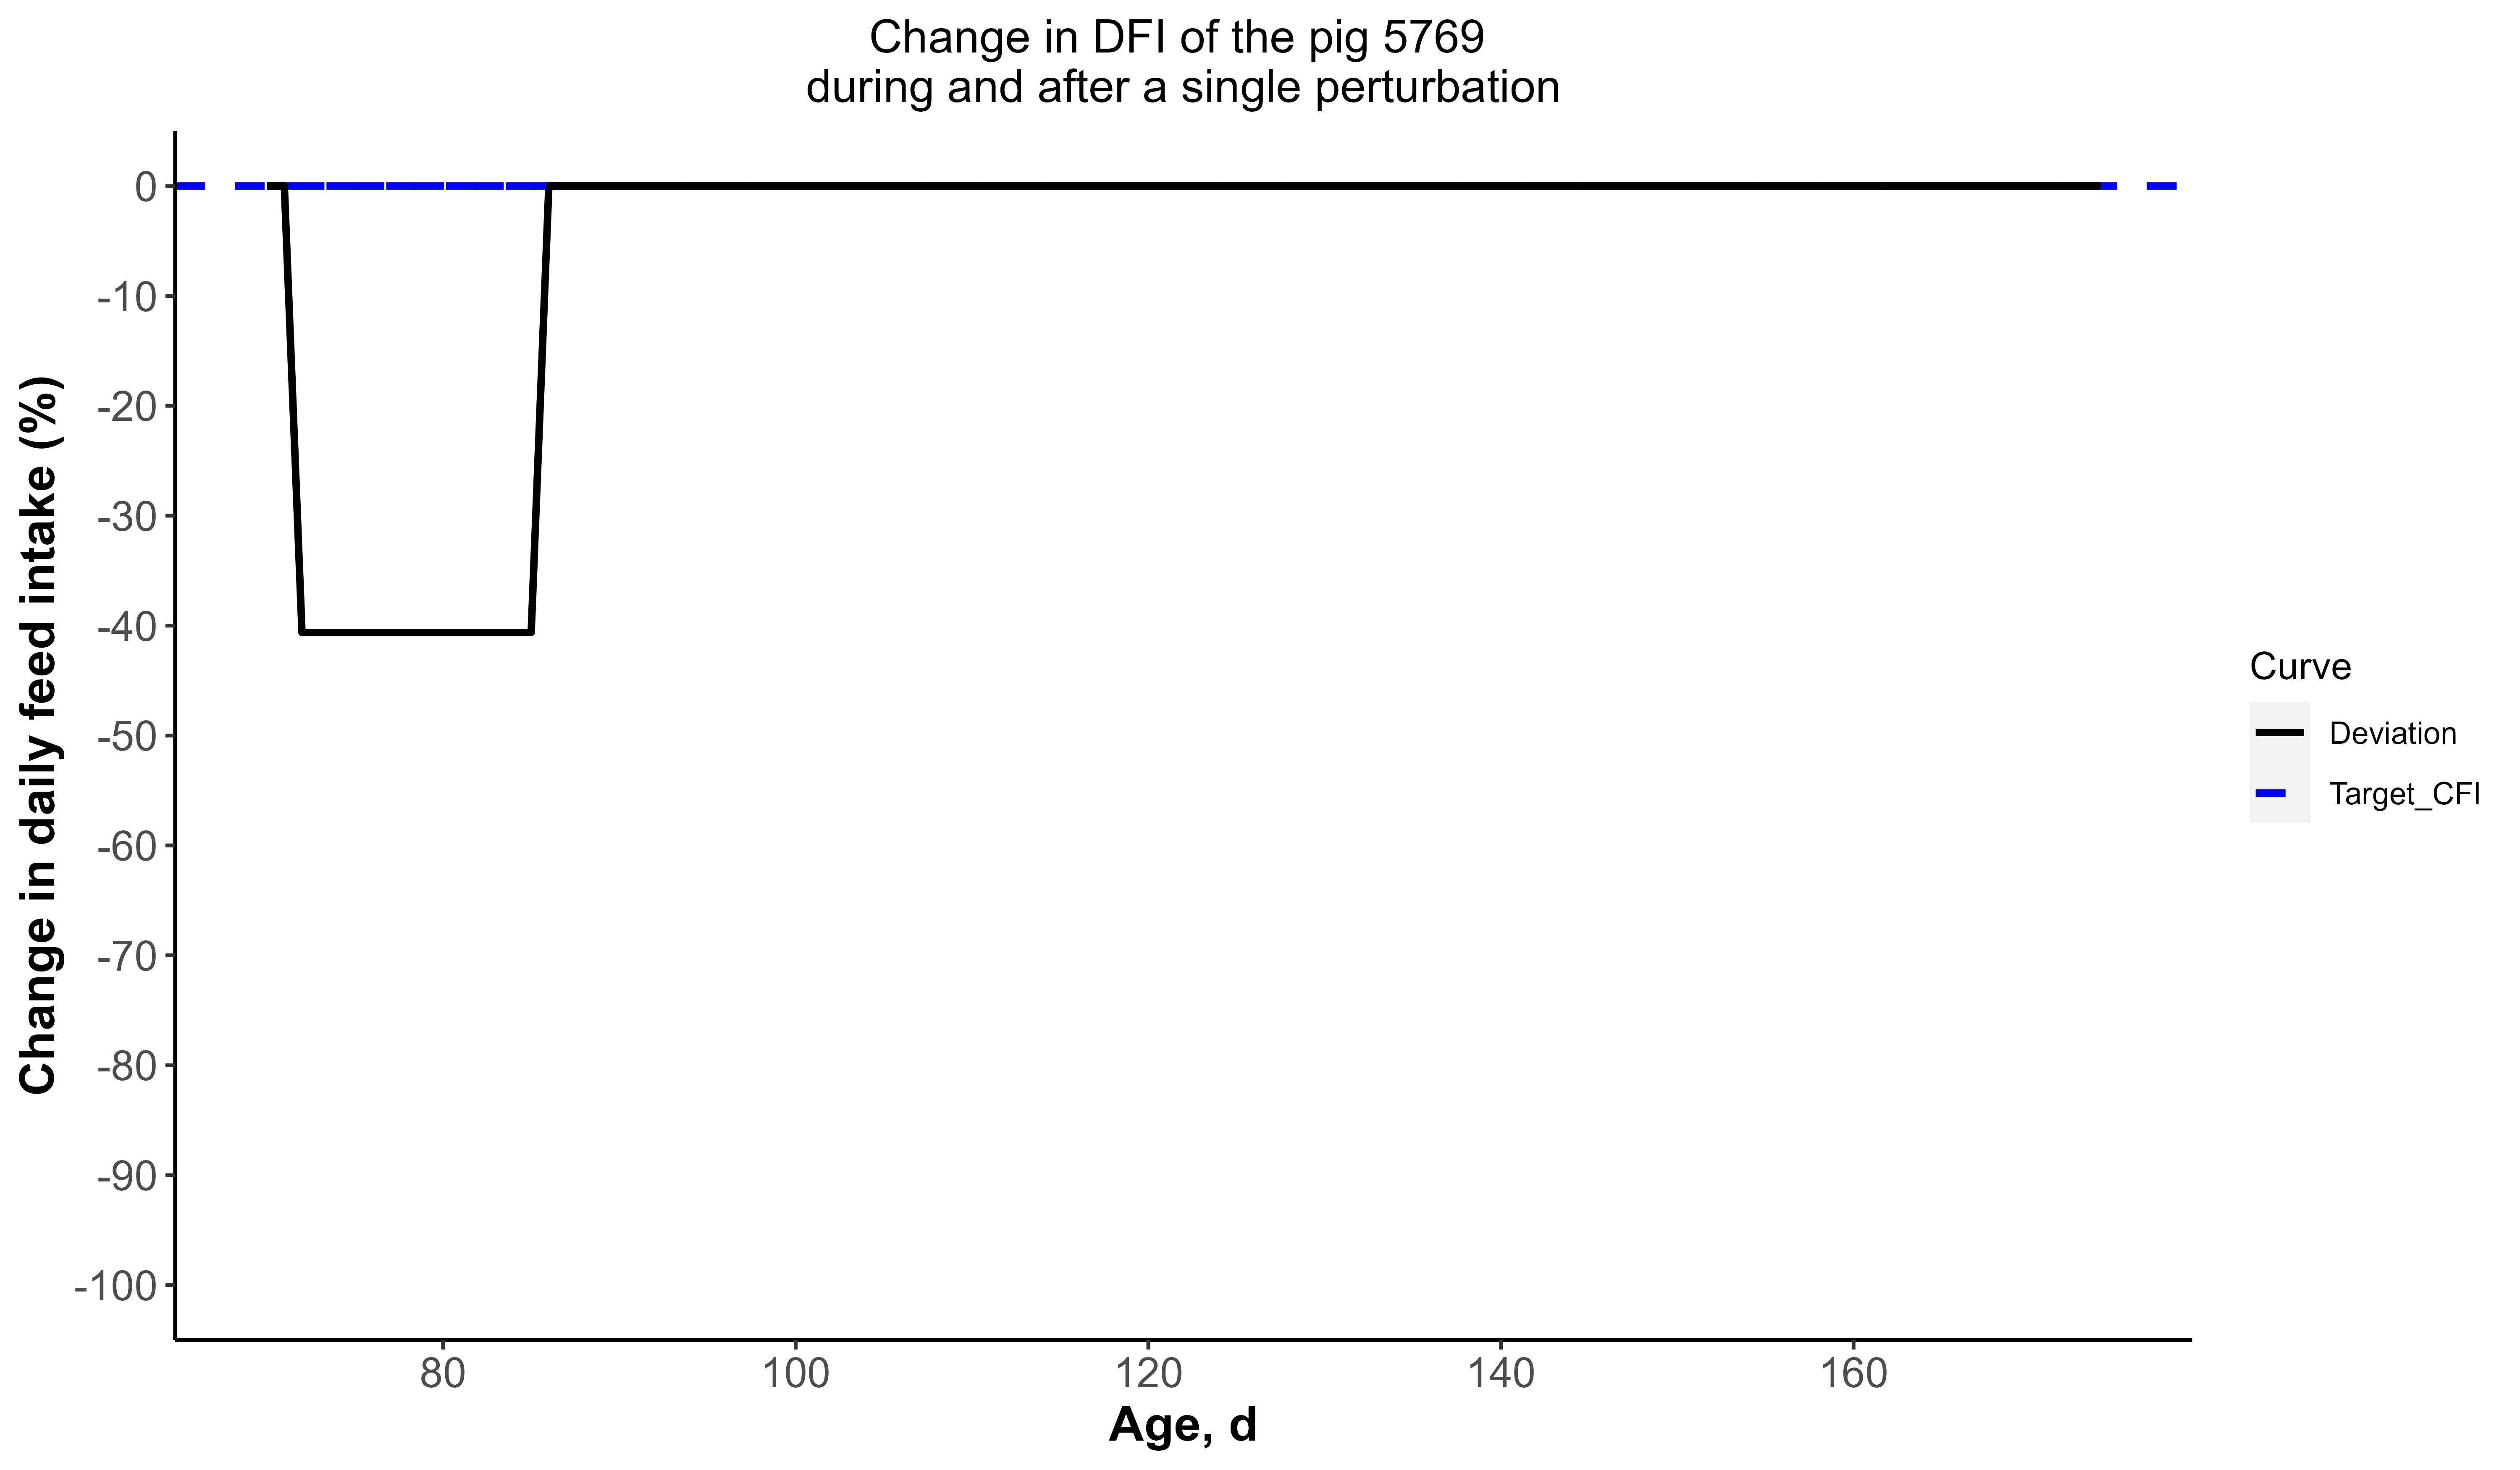 Change in DFI of the pig 5769
during and after a single perturbation
Change in daily feed intake (%)
0
-10
-20
-30
-40
-50
-60
-70
-80
-90
-100
80
100
120
140
160
Age, d
Curve
Deviation
Target_CFI